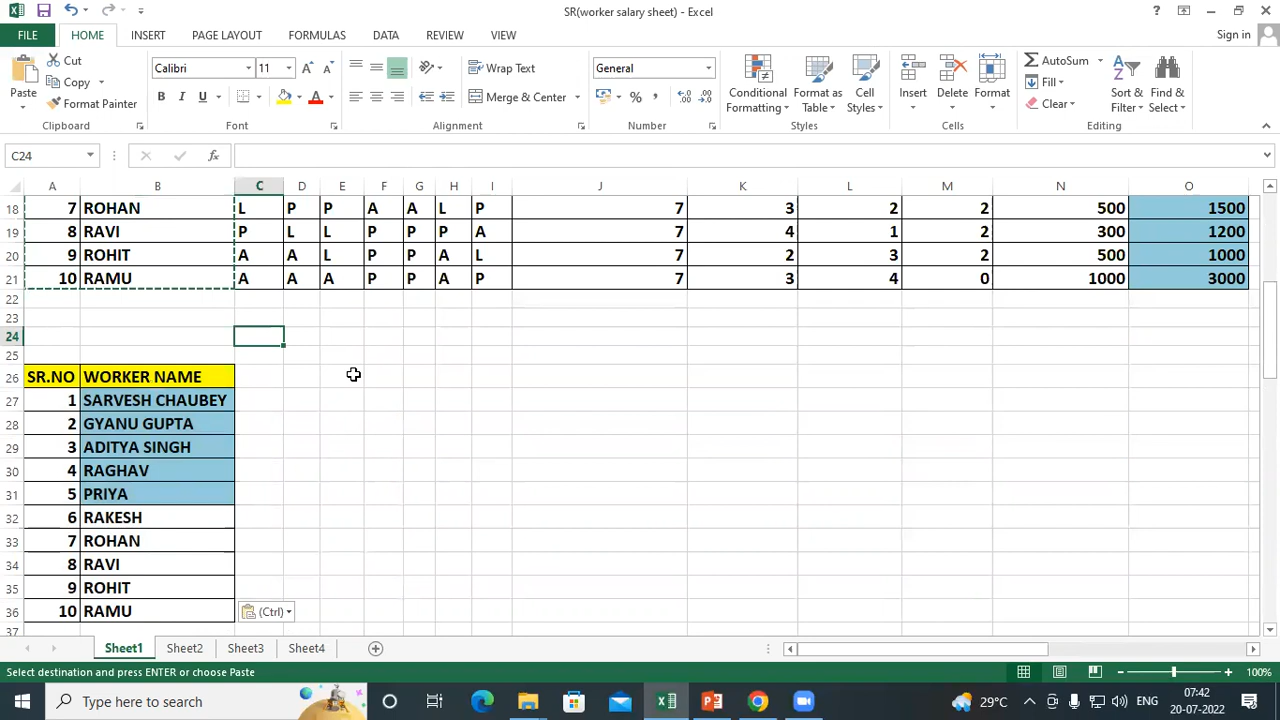 SR(worker salary sheet) - Excel
FILE HOME INSERT PAGE LAYOUT FORMULAS DATA REVIEW VIEW Sign in
Paste Cut Copy Format Painter
Calibri 11 Wrap Text Merge & Center General
Conditional Formatting Format as Table Cell Styles Insert Delete Format AutoSum Fill Clear Sort & Filter Find & Select
Clipboard Font Alignment Number Styles Cells Editing
C24
A B C D E F G H I J K L M N O
18 7 ROHAN L P P A A L P 7 3 2 2 500 1500
19 8 RAVI P L L P P P A 7 4 1 2 300 1200
20 9 ROHIT A A L P P A L 7 2 3 2 500 1000
21 10 RAMU A A A P P A P 7 3 4 0 1000 3000
22
23
24
25
26 SR.NO WORKER NAME
27 1 SARVESH CHAUBEY
28 2 GYANU GUPTA
29 3 ADITYA SINGH
30 4 RAGHAV
31 5 PRIYA
32 6 RAKESH
33 7 ROHAN
34 8 RAVI
35 9 ROHIT
36 10 RAMU (Ctrl)
37
Sheet1 Sheet2 Sheet3 Sheet4
Select destination and press ENTER or choose Paste 100%
Type here to search 29°C ENG 07:42
20-07-2022